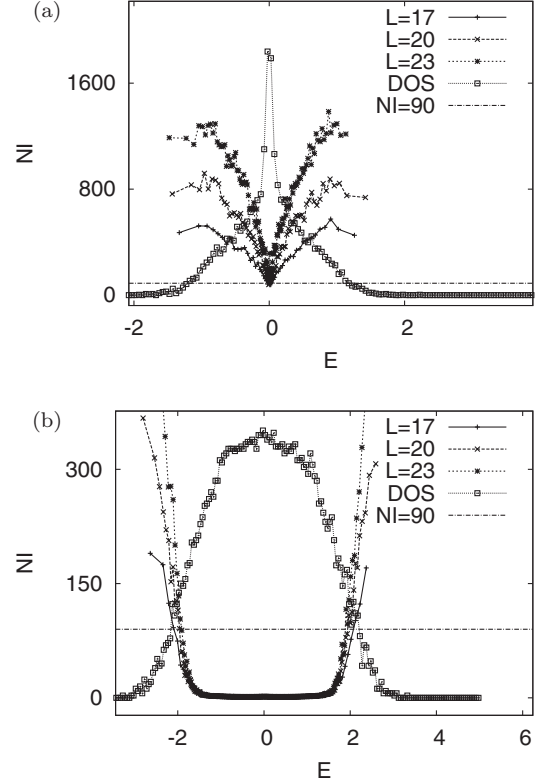 (a)
L=17
L=20
L=23
DOS
NI=90
NI
1600
800
0
-2 0 2
E
(b)
L=17
L=20
L=23
DOS
NI=90
NI
300
150
0
-2 0 2 4 6
E